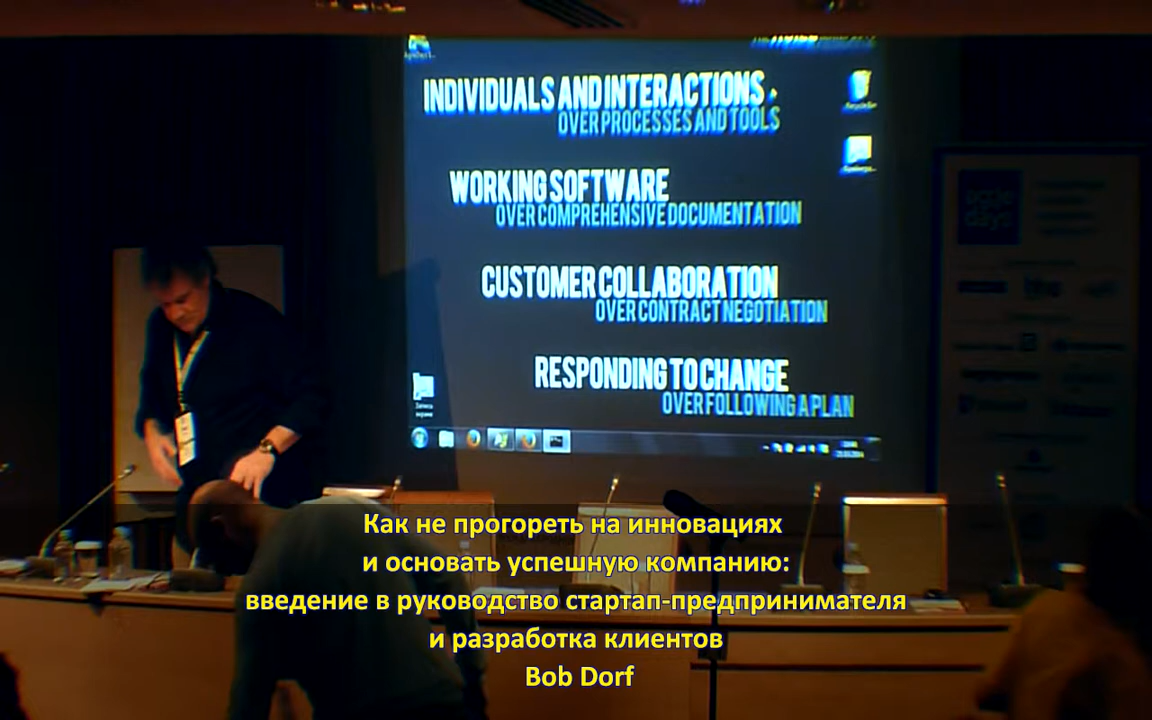 INDIVIDUALS AND INTERACTIONS
OVER PROCESSES AND TOOLS
WORKING SOFTWARE
OVER COMPREHENSIVE DOCUMENTATION
CUSTOMER COLLABORATION
OVER CONTRACT NEGOTIATION
RESPONDING TO CHANGE
OVER FOLLOWING A PLAN
agile
days
Как не прогореть на инновациях
и основать успешную компанию:
введение в руководство стартап-предпринимателя
и разработка клиентов
Bob Dorf